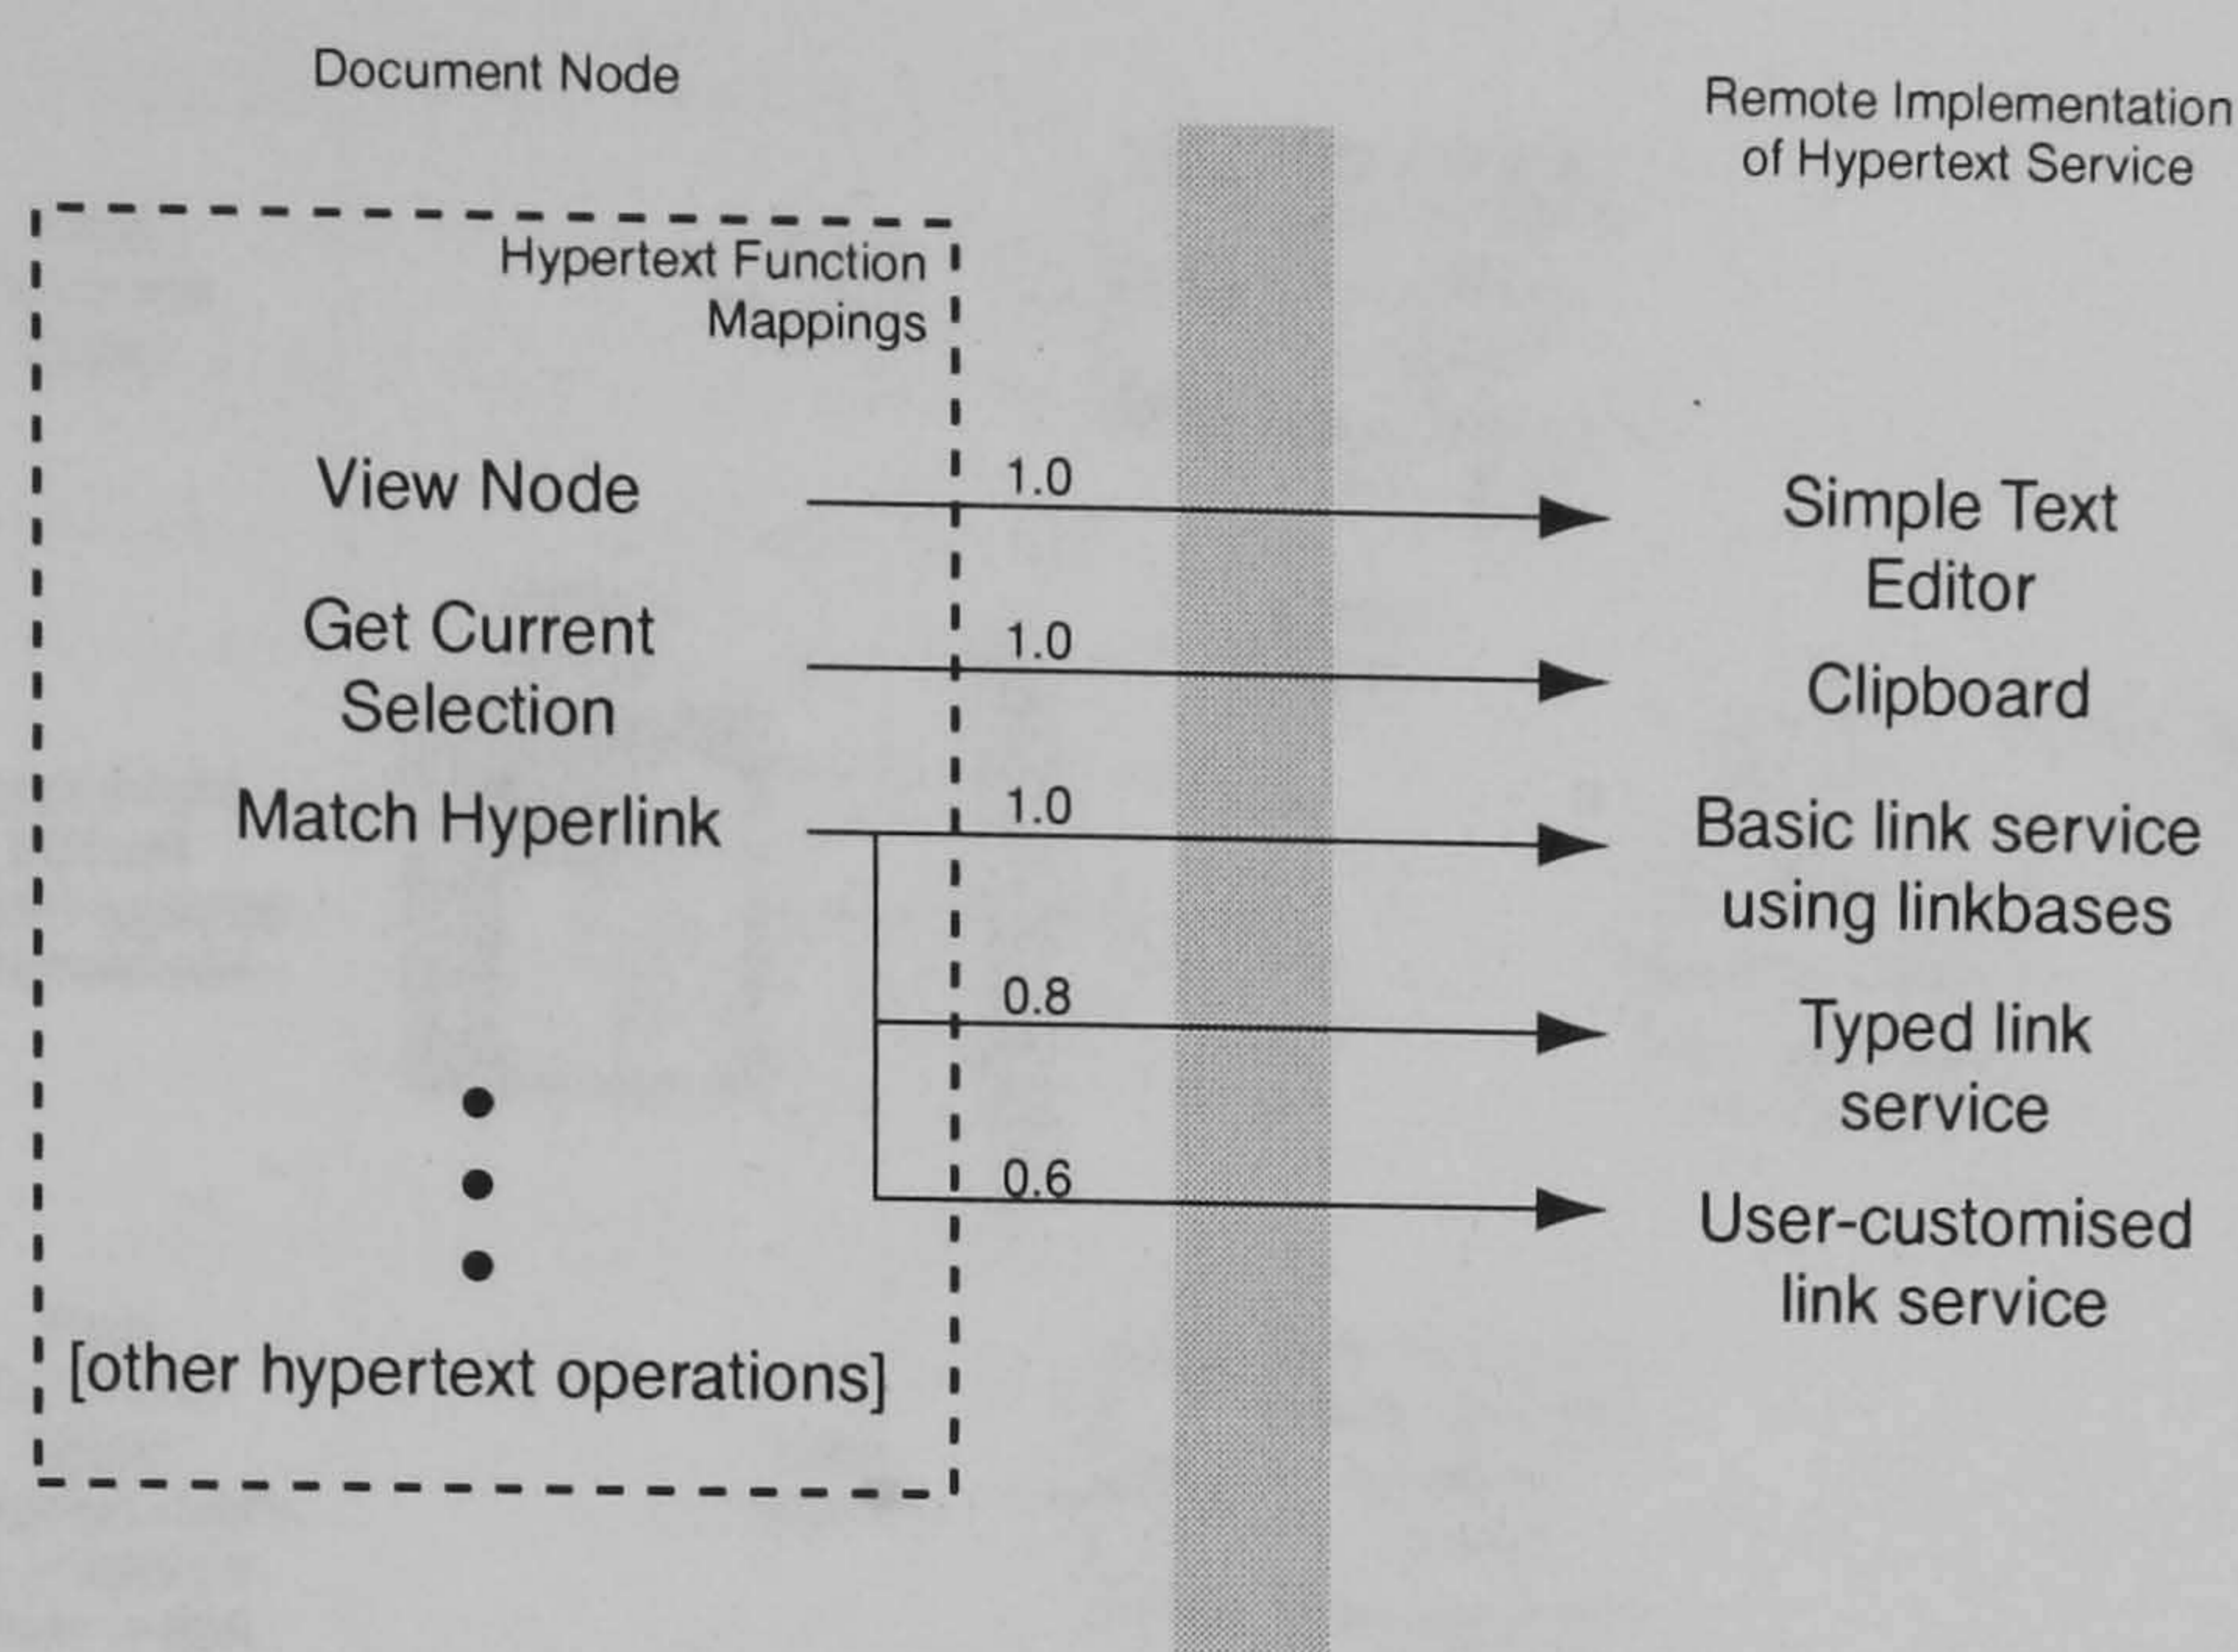 Document Node
Remote Implementation
of Hypertext Service
Hypertext Function
Mappings
View Node
1.0
Simple Text
Editor
Get Current
Selection
1.0
Clipboard
Match Hyperlink
1.0
Basic link service
using linkbases
0.8
Typed link
service
0.6
User-customised
link service
[other hypertext operations]